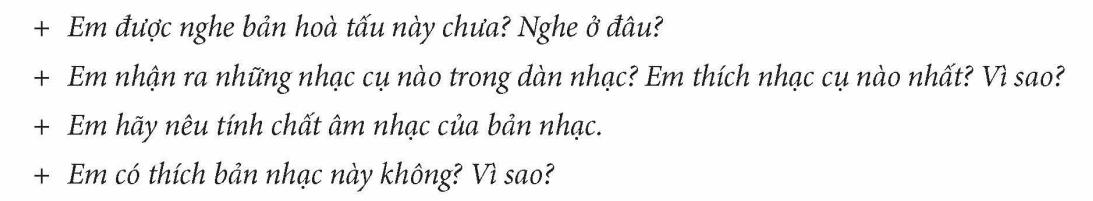 + Em được nghe bản hoà tấu này chưa? Nghe ở đâu?
+ Em nhận ra những nhạc cụ nào trong dàn nhạc? Em thích nhạc cụ nào nhất? Vì sao?
+ Em hãy nêu tính chất âm nhạc của bản nhạc.
+ Em có thích bản nhạc này không? Vì sao?